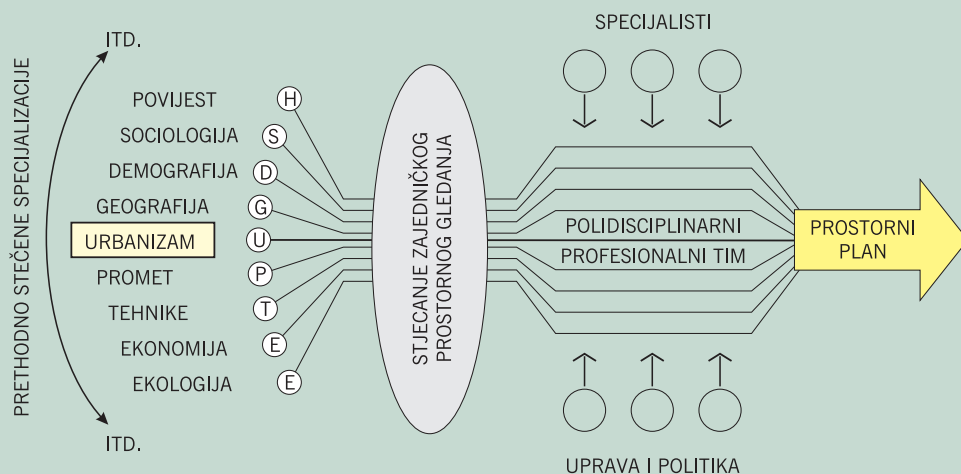 PRETHODNO STEČENE SPECIJALIZACIJE
ITD.
POVIJEST
H
SOCIOLOGIJA
S
DEMOGRAFIJA
D
GEOGRAFIJA
G
URBANIZAM
U
PROMET
P
TEHNIKE
T
EKONOMIJA
E
EKOLOGIJA
E
ITD.
STJECANJE ZAJEDNIČKOG
PROSTORNOG GLEDANJA
SPECIJALISTI
POLIDISCIPLINARNI
PROFESIONALNI TIM
UPRAVA I POLITIKA
PROSTORNI
PLAN